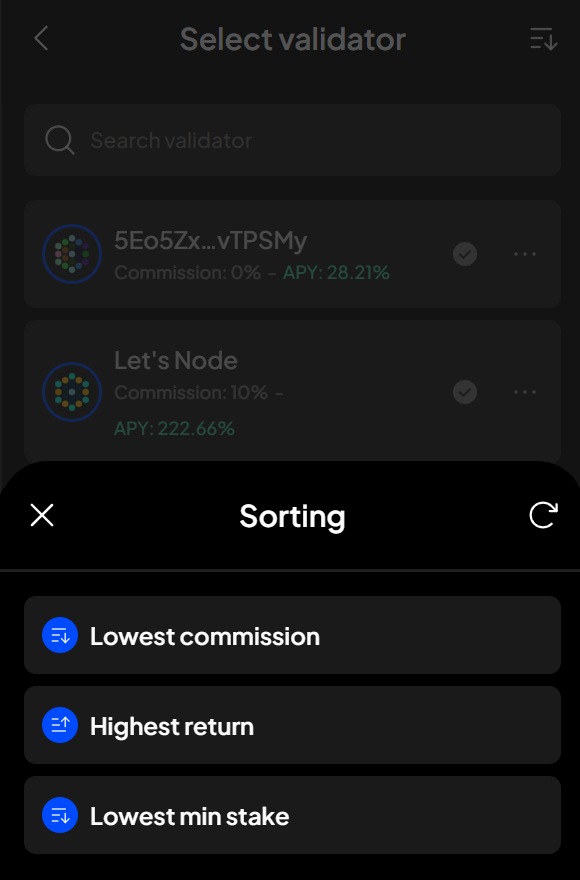 Select validator
Search validator
5Eo5Zx...vTPSMy
Commission: 0% - APY: 28.21%
Let's Node
Commission: 10% -
APY: 222.66%
Sorting
Lowest commission
Highest return
Lowest min stake